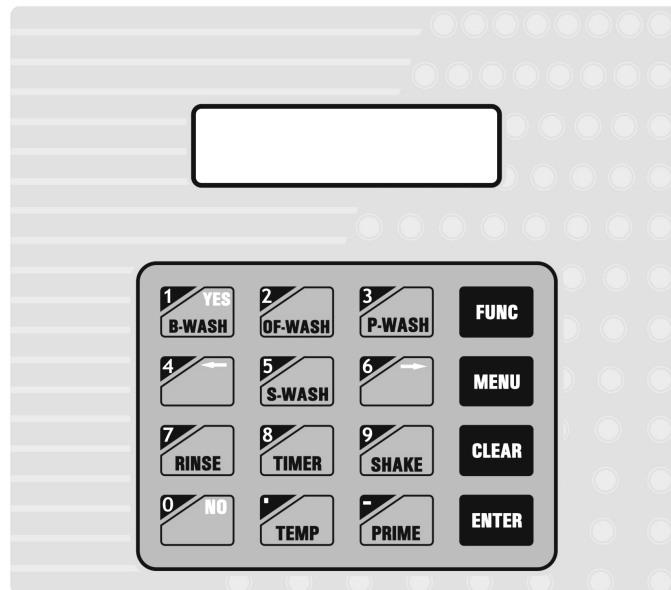 1 YES 2 3
B-WASH OF-WASH P-WASH FUNC
4 ← 5 6 →
S-WASH MENU
7 8 9
RINSE TIMER SHAKE CLEAR
0 NO . -
TEMP PRIME ENTER